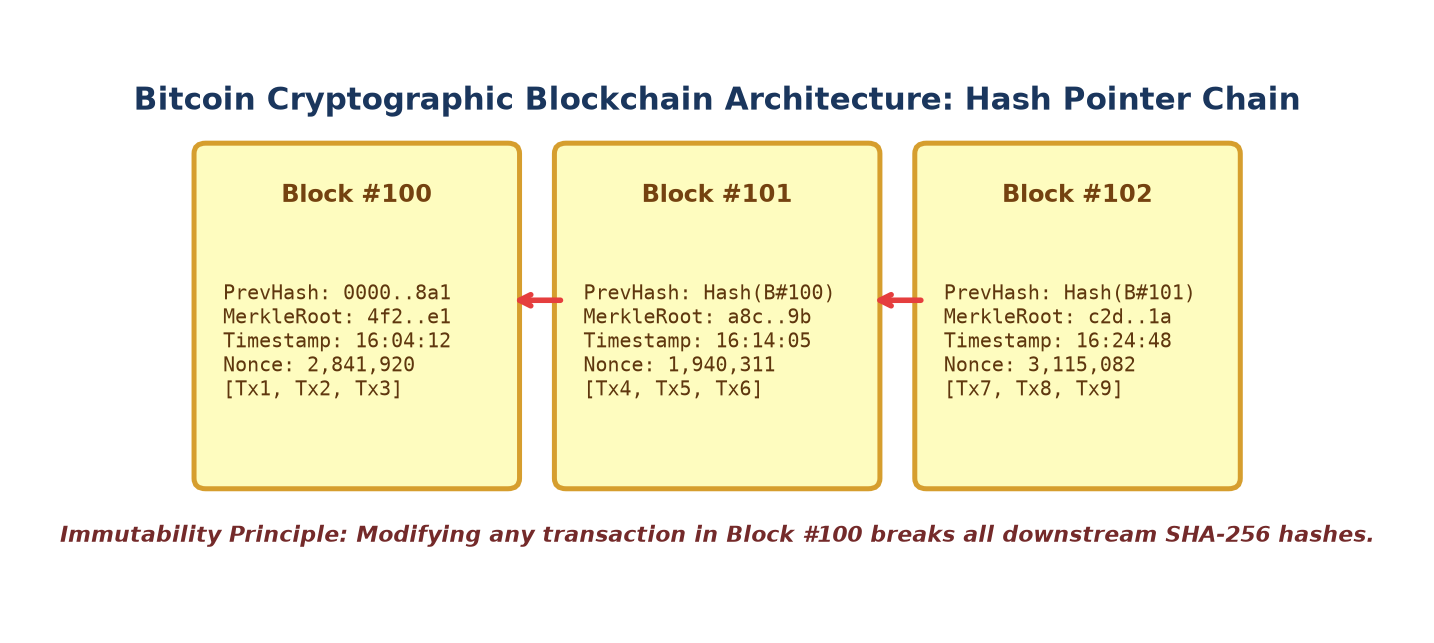 Bitcoin Cryptographic Blockchain Architecture: Hash Pointer Chain
Block #100
PrevHash: 0000..8a1
MerkleRoot: 4f2..e1
Timestamp: 16:04:12
Nonce: 2,841,920
[Tx1, Tx2, Tx3]
Block #101
PrevHash: Hash(B#100)
MerkleRoot: a8c..9b
Timestamp: 16:14:05
Nonce: 1,940,311
[Tx4, Tx5, Tx6]
Block #102
PrevHash: Hash(B#101)
MerkleRoot: c2d..1a
Timestamp: 16:24:48
Nonce: 3,115,082
[Tx7, Tx8, Tx9]
Immutability Principle: Modifying any transaction in Block #100 breaks all downstream SHA-256 hashes.